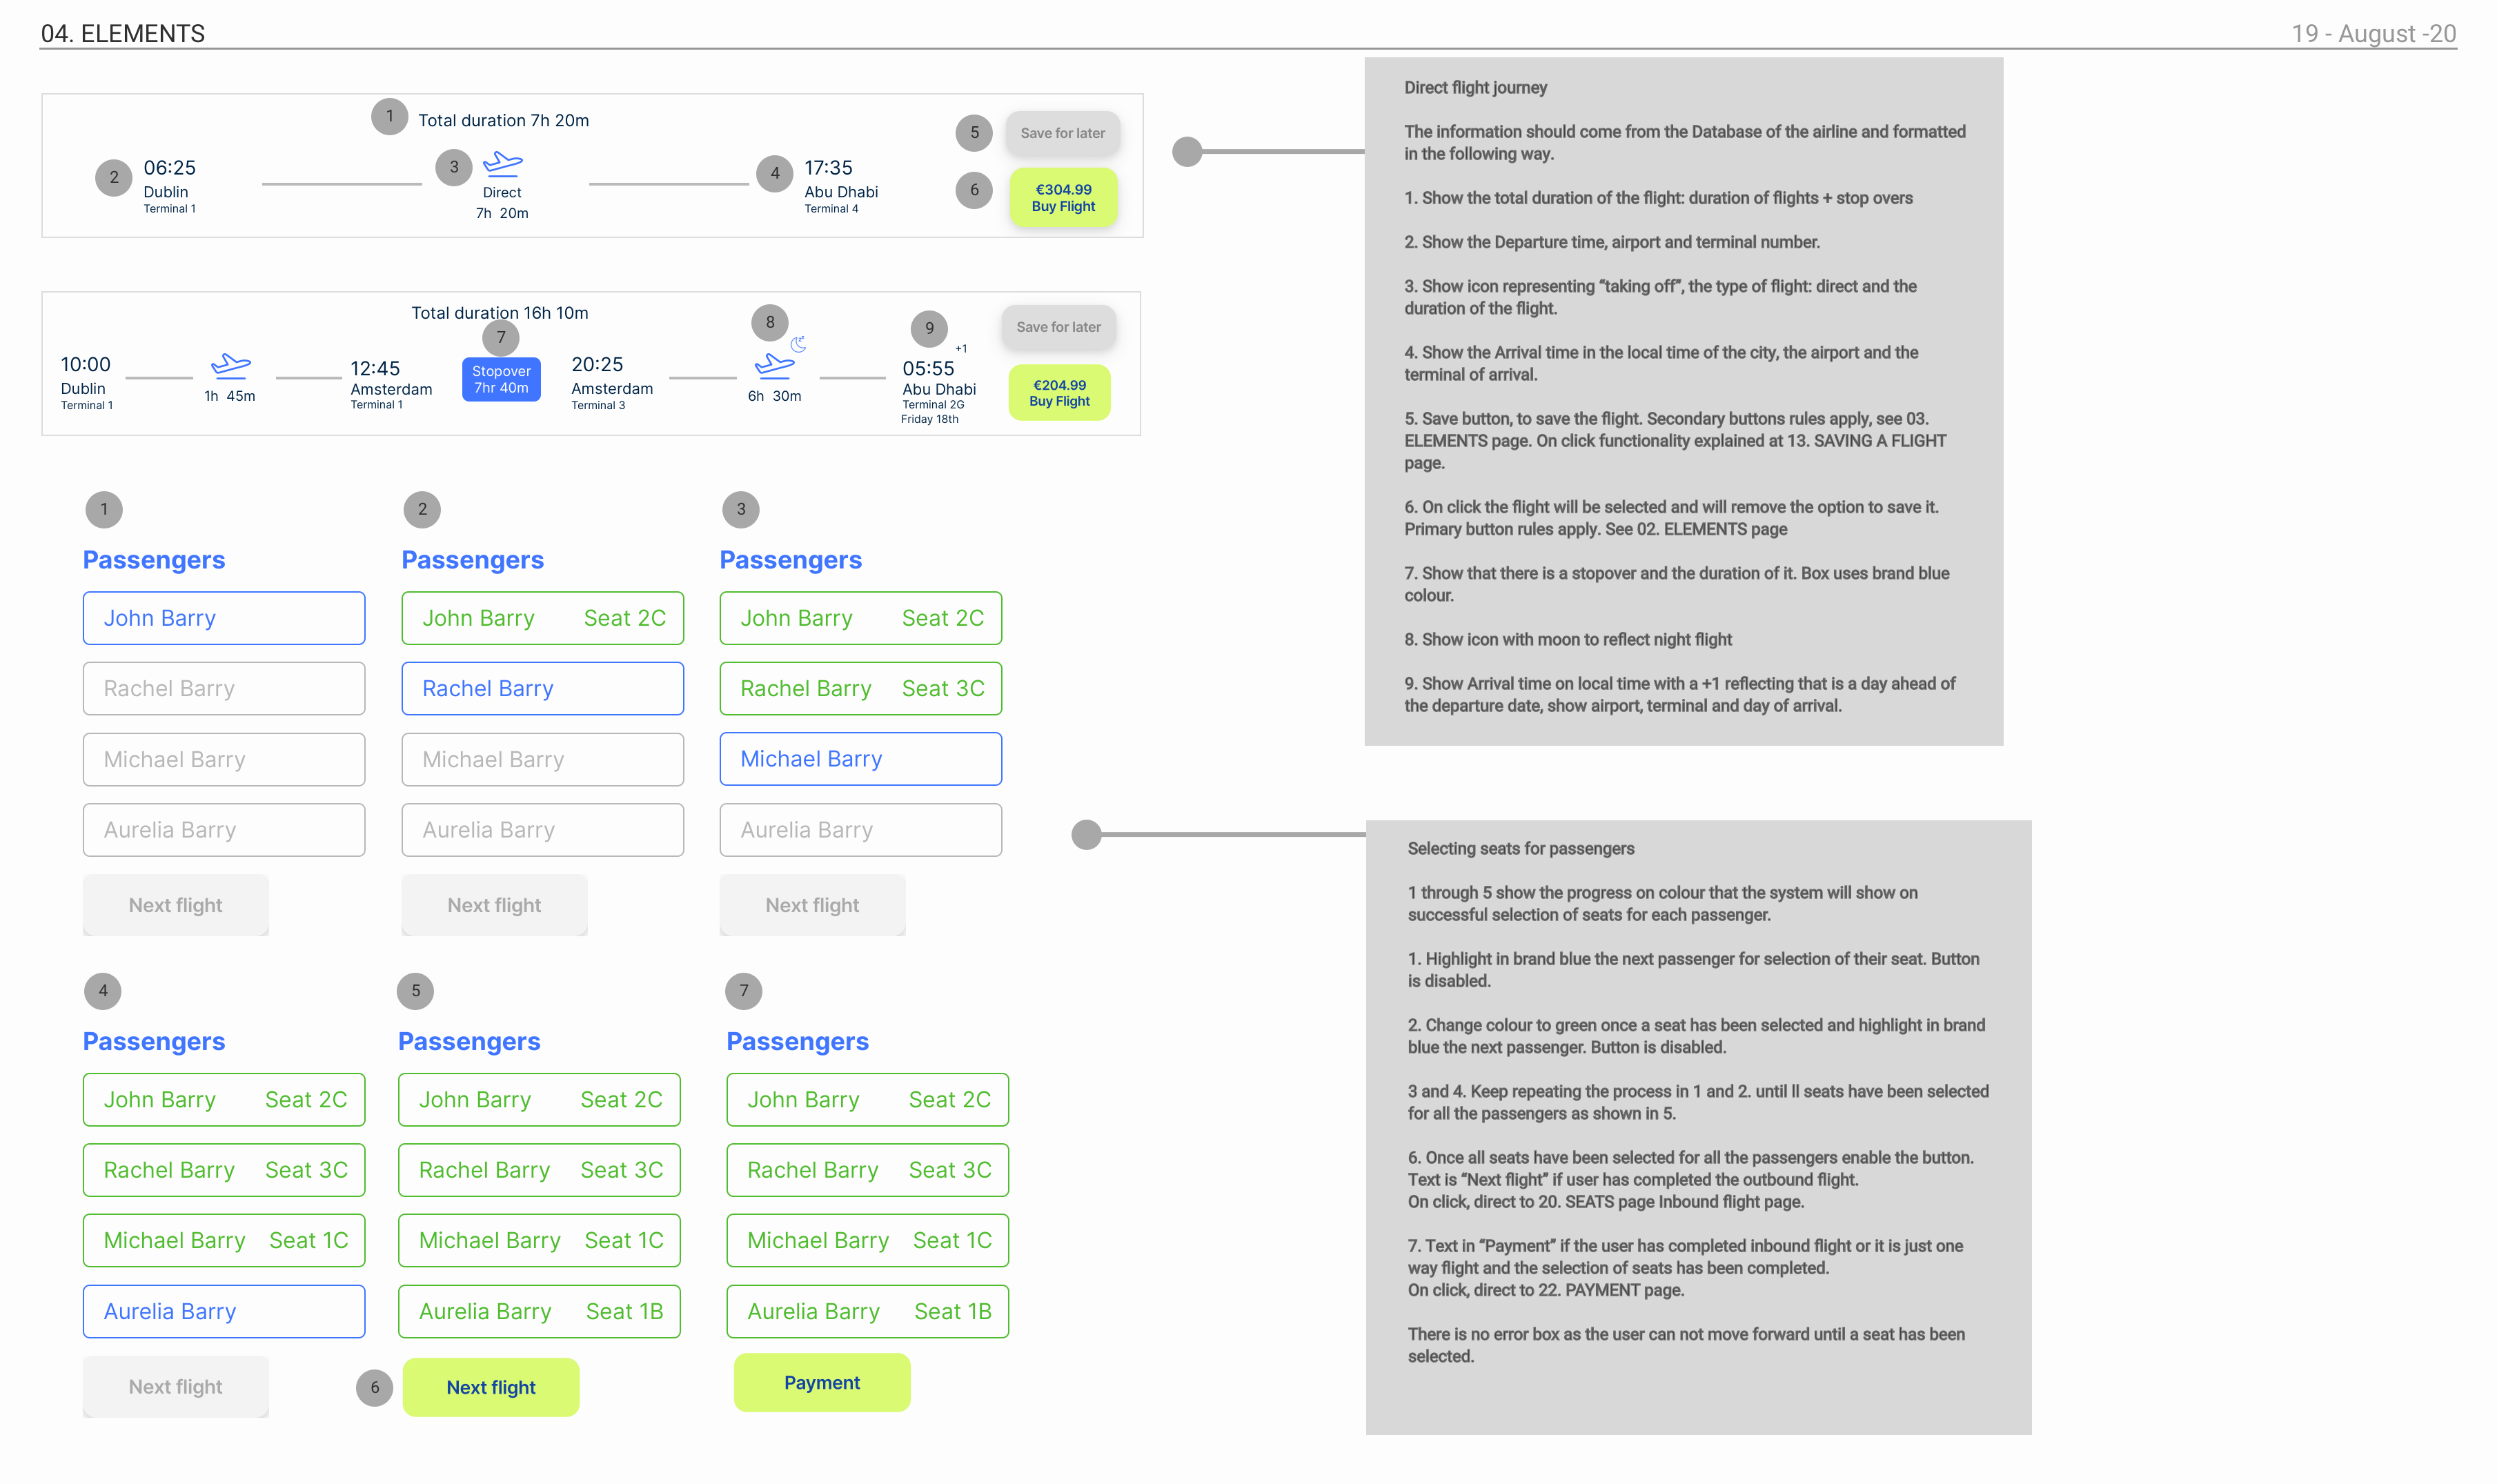 04. ELEMENTS
19 - August -20
1
Total duration 7h 20m
2
06:25
Dublin
Terminal 1
3
Direct
7h 20m
4
17:35
Abu Dhabi
Terminal 4
5
Save for later
6
€304.99
Buy Flight
Total duration 16h 10m
10:00
Dublin
Terminal 1
1h 45m
12:45
Amsterdam
Terminal 1
7
Stopover
7hr 40m
20:25
Amsterdam
Terminal 3
8
6h 30m
9
+1
05:55
Abu Dhabi
Terminal 2G
Friday 18th
Save for later
€204.99
Buy Flight
1
Passengers
John Barry
Rachel Barry
Michael Barry
Aurelia Barry
Next flight
2
Passengers
John Barry Seat 2C
Rachel Barry
Michael Barry
Aurelia Barry
Next flight
3
Passengers
John Barry Seat 2C
Rachel Barry Seat 3C
Michael Barry
Aurelia Barry
Next flight
4
Passengers
John Barry Seat 2C
Rachel Barry Seat 3C
Michael Barry Seat 1C
Aurelia Barry
Next flight
5
Passengers
John Barry Seat 2C
Rachel Barry Seat 3C
Michael Barry Seat 1C
Aurelia Barry Seat 1B
6
Next flight
7
Passengers
John Barry Seat 2C
Rachel Barry Seat 3C
Michael Barry Seat 1C
Aurelia Barry Seat 1B
Payment
Direct flight journey
The information should come from the Database of the airline and formatted
in the following way.
1. Show the total duration of the flight: duration of flights + stop overs
2. Show the Departure time, airport and terminal number.
3. Show icon representing “taking off”, the type of flight: direct and the
duration of the flight.
4. Show the Arrival time in the local time of the city, the airport and the
terminal of arrival.
5. Save button, to save the flight. Secondary buttons rules apply, see 03.
ELEMENTS page. On click functionality explained at 13. SAVING A FLIGHT
page.
6. On click the flight will be selected and will remove the option to save it.
Primary button rules apply. See 02. ELEMENTS page
7. Show that there is a stopover and the duration of it. Box uses brand blue
colour.
8. Show icon with moon to reflect night flight
9. Show Arrival time on local time with a +1 reflecting that is a day ahead of
the departure date, show airport, terminal and day of arrival.
Selecting seats for passengers
1 through 5 show the progress on colour that the system will show on
successful selection of seats for each passenger.
1. Highlight in brand blue the next passenger for selection of their seat. Button
is disabled.
2. Change colour to green once a seat has been selected and highlight in brand
blue the next passenger. Button is disabled.
3 and 4. Keep repeating the process in 1 and 2. until ll seats have been selected
for all the passengers as shown in 5.
6. Once all seats have been selected for all the passengers enable the button.
Text is “Next flight” if user has completed the outbound flight.
On click, direct to 20. SEATS page Inbound flight page.
7. Text in “Payment” if the user has completed inbound flight or it is just one
way flight and the selection of seats has been completed.
On click, direct to 22. PAYMENT page.
There is no error box as the user can not move forward until a seat has been
selected.